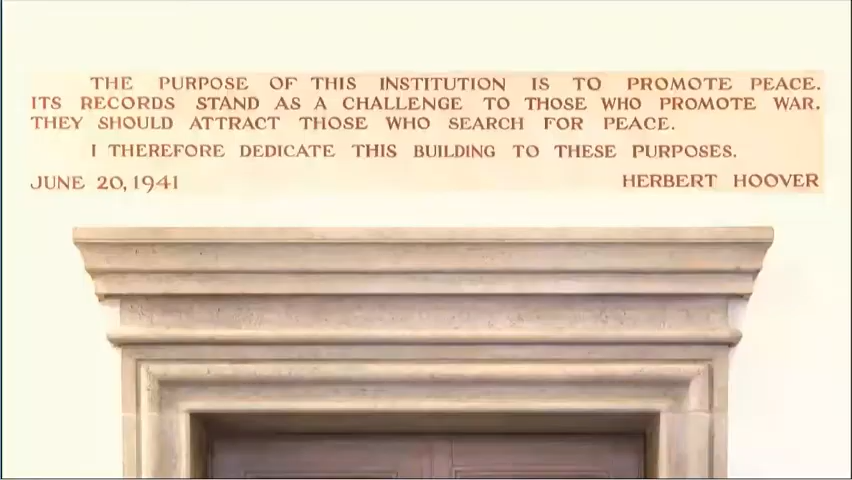 THE PURPOSE OF THIS INSTITUTION IS TO PROMOTE PEACE.
ITS RECORDS STAND AS A CHALLENGE TO THOSE WHO PROMOTE WAR.
THEY SHOULD ATTRACT THOSE WHO SEARCH FOR PEACE.
I THEREFORE DEDICATE THIS BUILDING TO THESE PURPOSES.
JUNE 20, 1941 HERBERT HOOVER